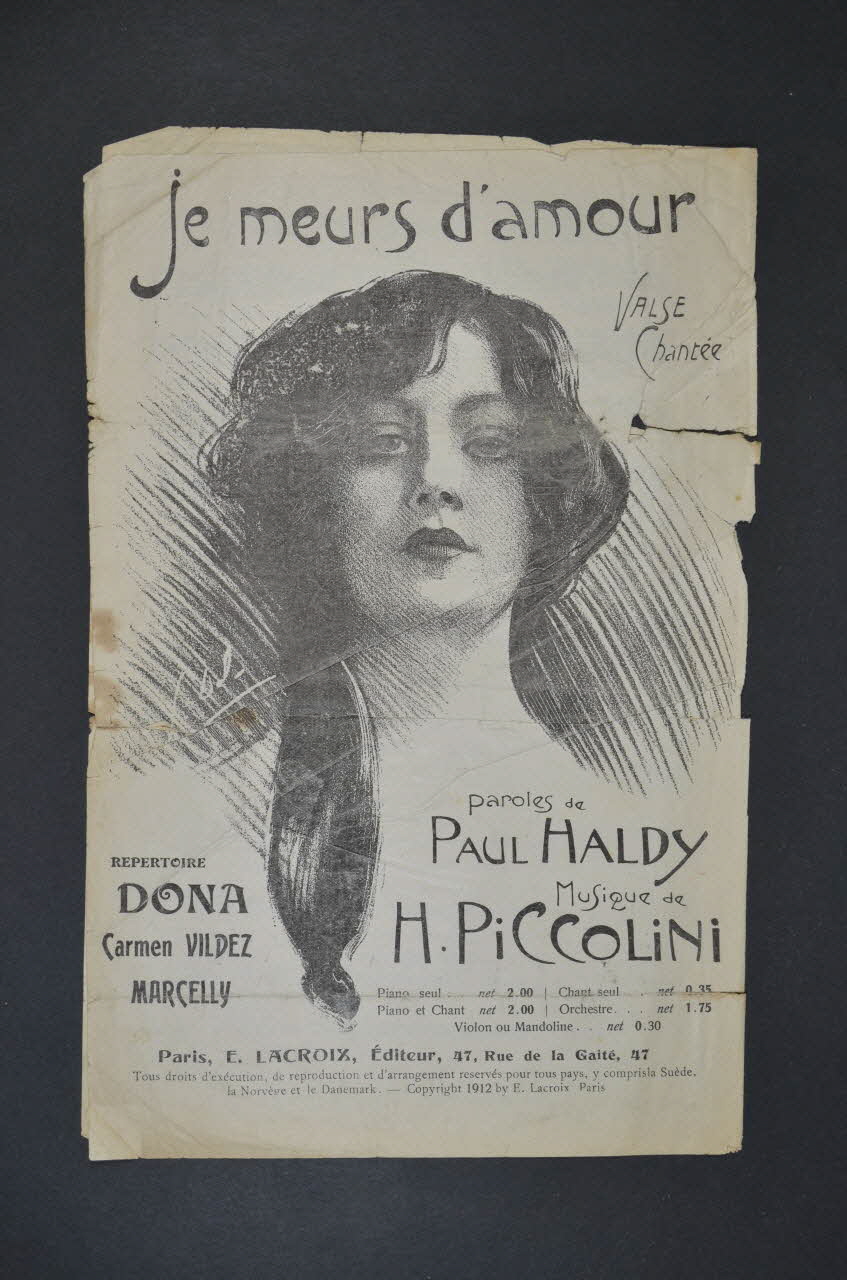 je meurs d'amour
Valse
Chantée
paroles de
Paul Haldy
Musique de
H. Piccolini
REPERTOIRE
DONA
Carmen VILDEZ
MARCELLY
Piano seul . . net 2.00 | Chant seul . . net 0.35
Piano et Chant net 2.00 | Orchestre. . . net 1.75
Violon ou Mandoline . . net 0.30
Paris, E. LACROIX, Éditeur, 47, Rue de la Gaité, 47
Tous droits d'exécution, de reproduction et d'arrangement reservés pour tous pays, y comprisla Suède,
la Norvège et le Danemark. — Copyright 1912 by E. Lacroix Paris